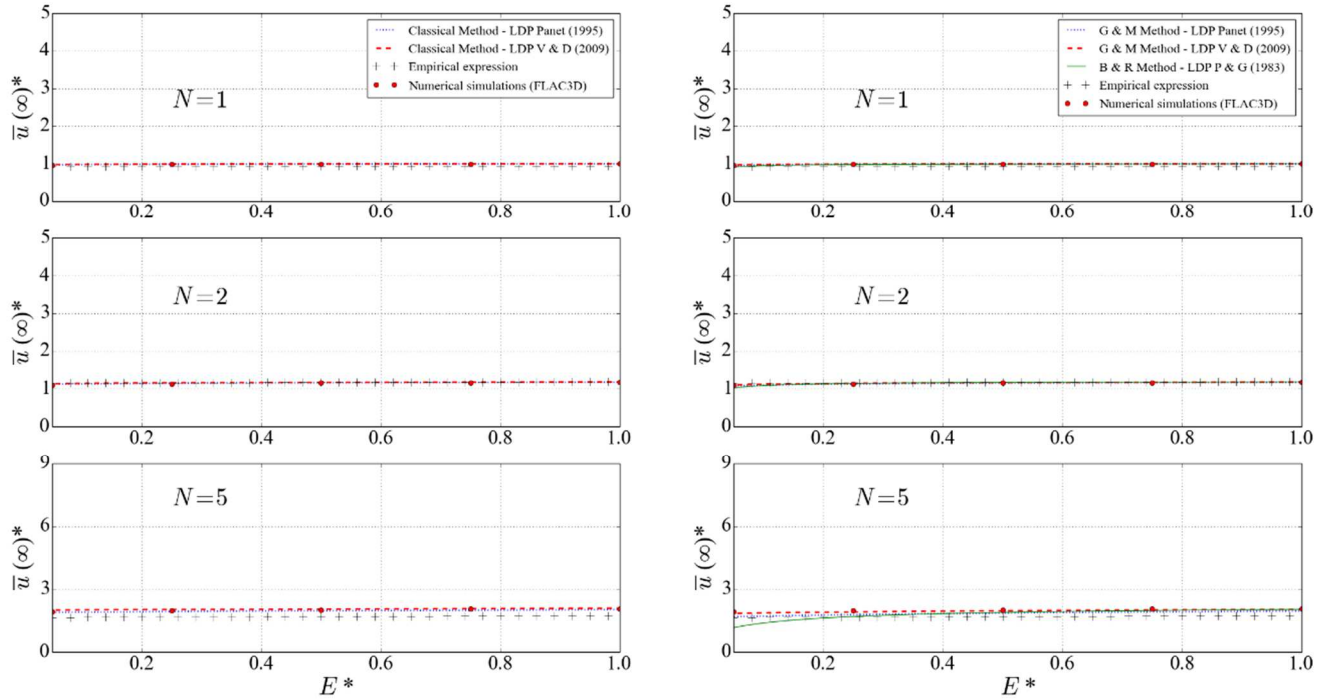 5
4
3
2
1
0
ū(∞)*
N=1
Classical Method - LDP Panet (1995)
Classical Method - LDP V & D (2009)
Empirical expression
Numerical simulations (FLAC3D)
0.2 0.4 0.6 0.8 1.0
5
4
3
2
1
0
ū(∞)*
N=1
G & M Method - LDP Panet (1995)
G & M Method - LDP V & D (2009)
B & R Method - LDP P & G (1983)
Empirical expression
Numerical simulations (FLAC3D)
0.2 0.4 0.6 0.8 1.0
5
4
3
2
1
0
ū(∞)*
N=2
0.2 0.4 0.6 0.8 1.0
5
4
3
2
1
0
ū(∞)*
N=2
0.2 0.4 0.6 0.8 1.0
9
6
3
0
ū(∞)*
N=5
0.2 0.4 0.6 0.8 1.0
E*
9
6
3
0
ū(∞)*
N=5
0.2 0.4 0.6 0.8 1.0
E*